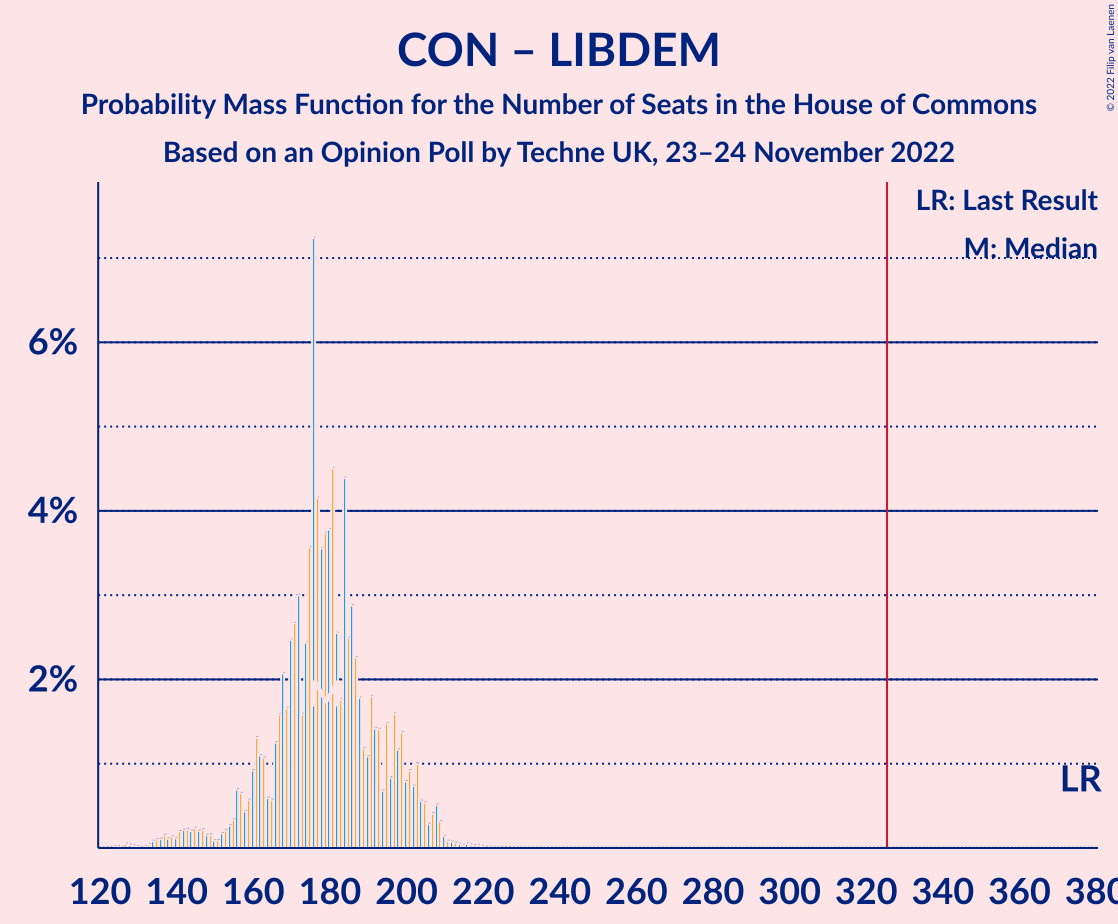 CON – LIBDEM
Probability Mass Function for the Number of Seats in the House of Commons
Based on an Opinion Poll by Techne UK, 23–24 November 2022
© 2022 Filip van Laenen
LR: Last Result
M: Median
6%
4%
2%
LR
120 140 160 180 200 220 240 260 280 300 320 340 360 380